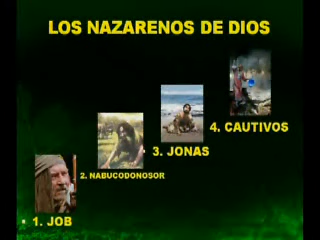 LOS NAZARENOS DE DIOS
4. CAUTIVOS
3. JONAS
2. NABUCODONOSOR
1. JOB